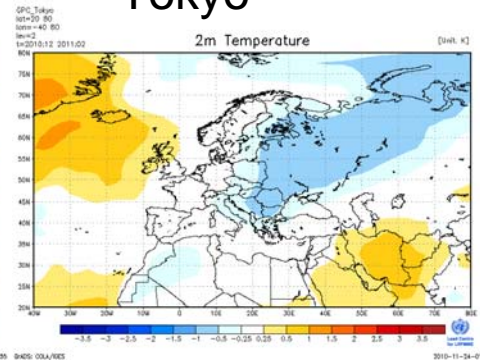 Tokyo
GPC_Tokyo
lat=20 80
lon=-40 80
lev=2
t=2010;12 2011;02
2m Temperature
[Unit. K]
80N
75N
70N
65N
60N
55N
50N
45N
40N
35N
30N
25N
20N
40W 30W 20W 10W 0 10E 20E 30E 40E 50E 60E 70E 80E
-3.5 -3 -2.5 -2 -1.5 -1 -0.5 -0.25 0.25 0.5 1 1.5 2 2.5 3 3.5
Lead Centre
GrADS: COLA/IGES
2010-11-24-0